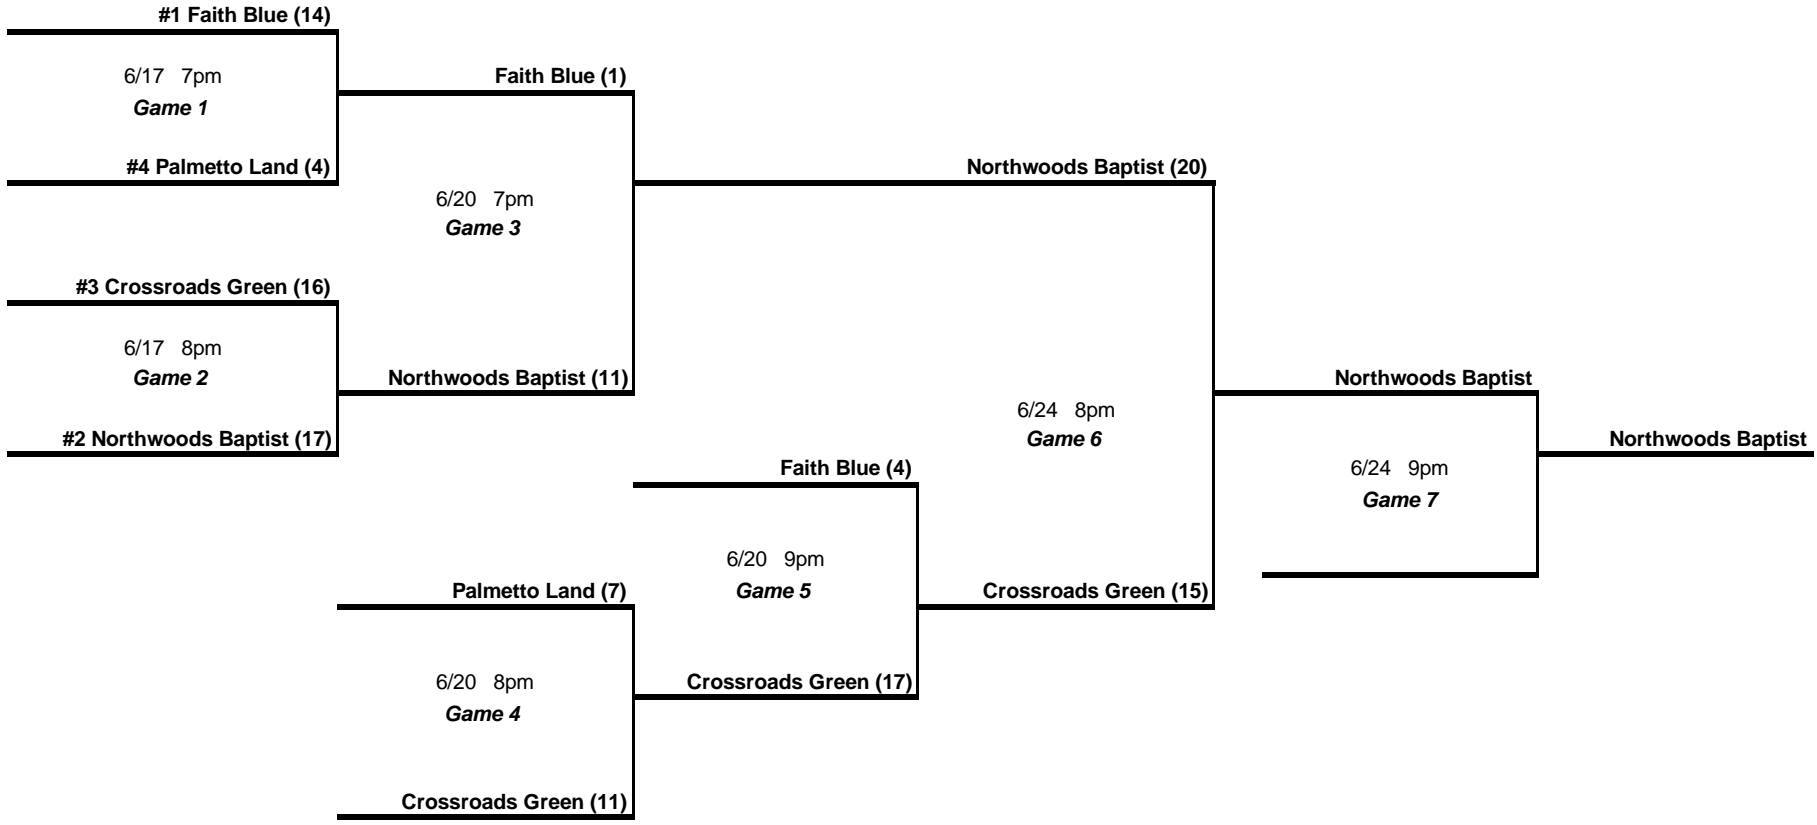 #1 Faith Blue (14)
6/17 7pm
Game 1
#4 Palmetto Land (4)
Faith Blue (1)
6/20 7pm
Game 3
#3 Crossroads Green (16)
6/17 8pm
Game 2
#2 Northwoods Baptist (17)
Northwoods Baptist (11)
Northwoods Baptist (20)
6/24 8pm
Game 6
Faith Blue (4)
6/20 9pm
Game 5
Palmetto Land (7)
6/20 8pm
Game 4
Crossroads Green (11)
Crossroads Green (17)
Crossroads Green (15)
Northwoods Baptist
6/24 9pm
Game 7
Northwoods Baptist